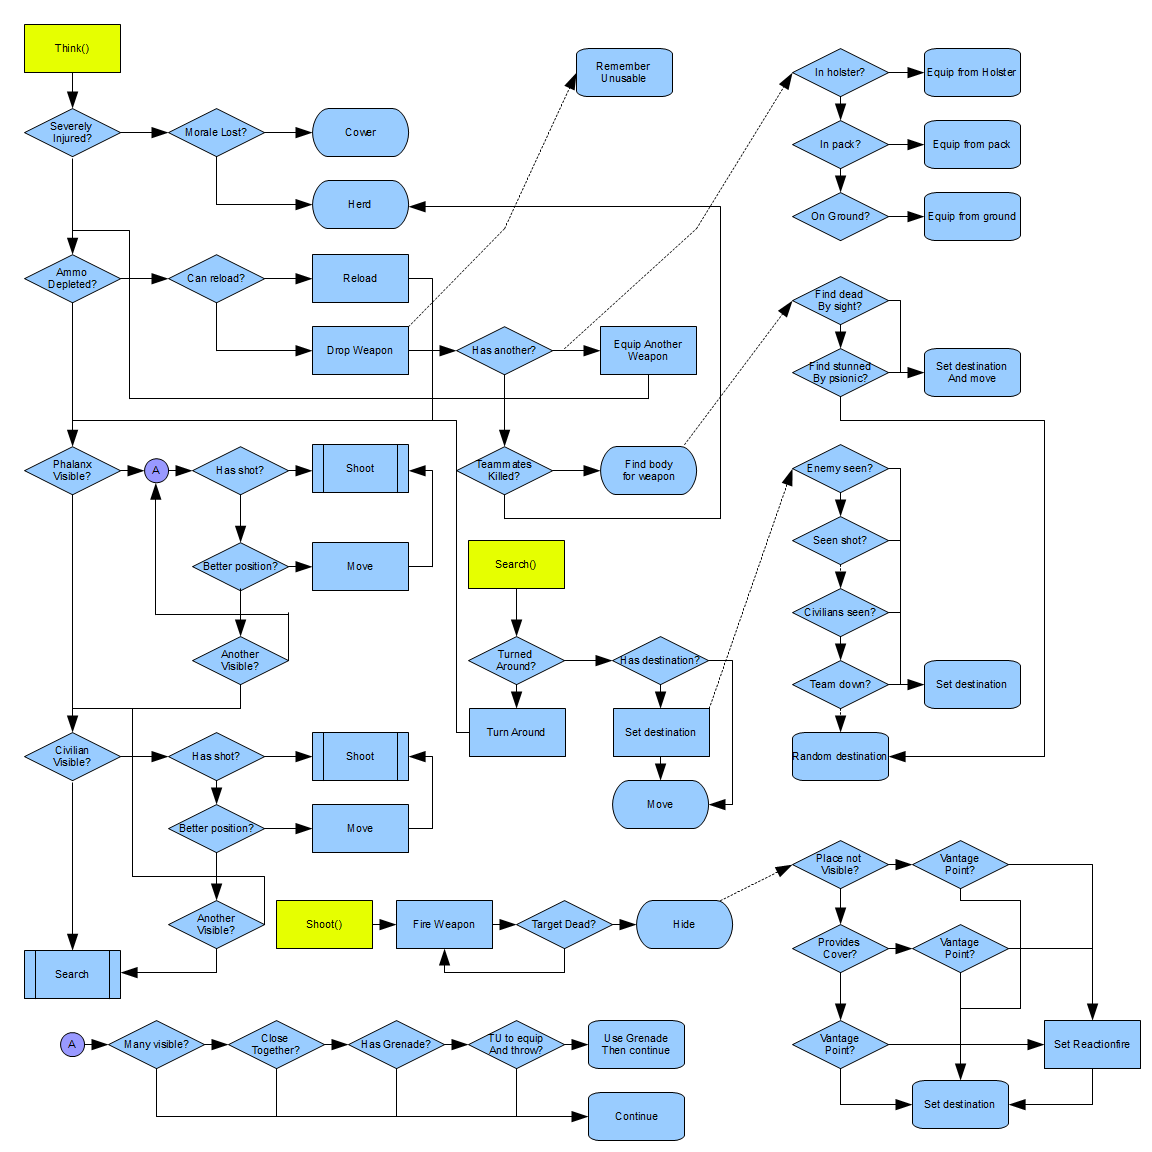 Think()
Severely
Injured?
Morale Lost?
Cower
Herd
Remember
Unusable
In holster?
Equip from Holster
In pack?
Equip from pack
On Ground?
Equip from ground
Ammo
Depleted?
Can reload?
Reload
Drop Weapon
Has another?
Equip Another
Weapon
Find dead
By sight?
Find stunned
By psionic?
Set destination
And move
Phalanx
Visible?
A
Has shot?
Shoot
Teammates
Killed?
Find body
for weapon
Better position?
Move
Another
Visible?
Enemy seen?
Seen shot?
Civilians seen?
Team down?
Set destination
Random destination
Search()
Turned
Around?
Has destination?
Turn Around
Set destination
Move
Civilian
Visible?
Has shot?
Shoot
Better position?
Move
Another
Visible?
Search
Shoot()
Fire Weapon
Target Dead?
Hide
Place not
Visible?
Vantage
Point?
Provides
Cover?
Vantage
Point?
Vantage
Point?
Set Reactionfire
Set destination
A
Many visible?
Close
Together?
Has Grenade?
TU to equip
And throw?
Use Grenade
Then continue
Continue